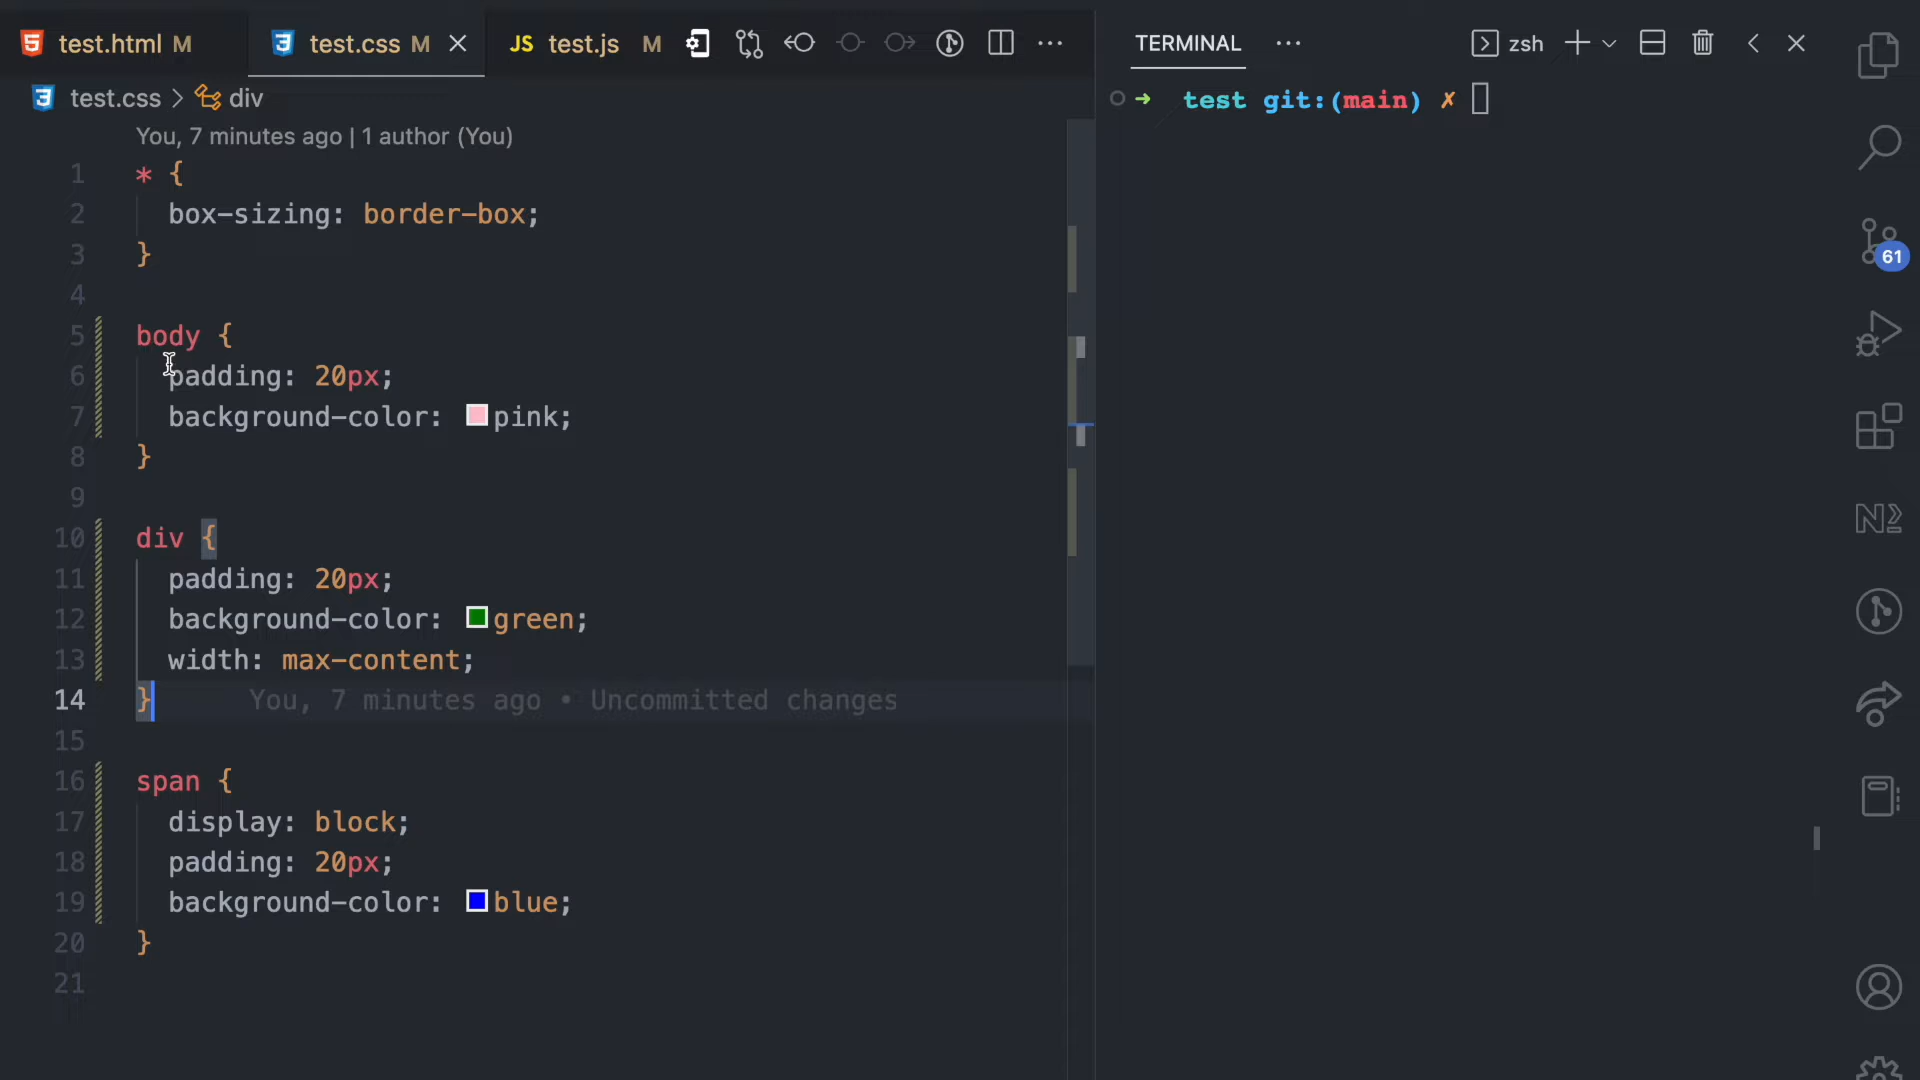 test.html M
test.css M
JS test.js M
TERMINAL
zsh
test.css > div
test git:(main) ✗
You, 7 minutes ago | 1 author (You)
1 * {
2 box-sizing: border-box;
3 }
4
5 body {
6 padding: 20px;
7 background-color: pink;
8 }
9
10 div {
11 padding: 20px;
12 background-color: green;
13 width: max-content;
14 } You, 7 minutes ago • Uncommitted changes
15
16 span {
17 display: block;
18 padding: 20px;
19 background-color: blue;
20 }
21
61